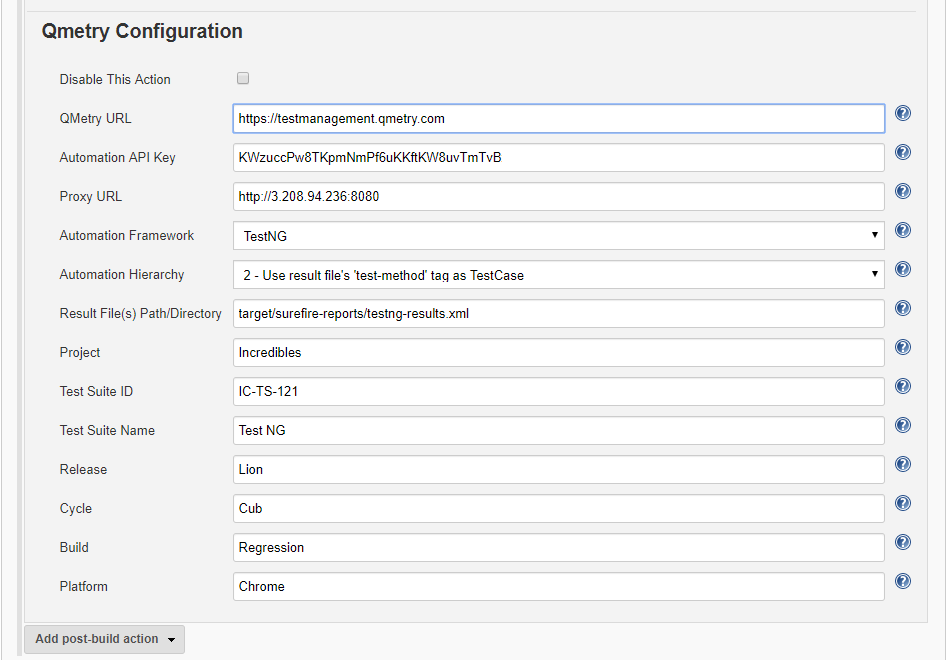 Qmetry Configuration
Disable This Action
QMetry URL https://testmanagement.qmetry.com
Automation API Key KWzuccPw8TKpmNmPf6uKKftKW8uvTmTvB
Proxy URL http://3.208.94.236:8080
Automation Framework TestNG
Automation Hierarchy 2 - Use result file's 'test-method' tag as TestCase
Result File(s) Path/Directory target/surefire-reports/testng-results.xml
Project Incredibles
Test Suite ID IC-TS-121
Test Suite Name Test NG
Release Lion
Cycle Cub
Build Regression
Platform Chrome
Add post-build action